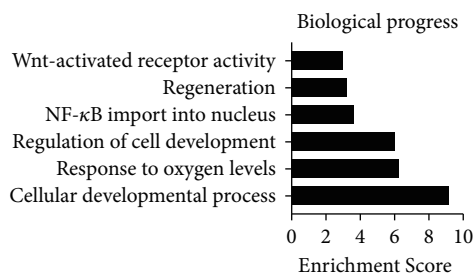 Biological progress
Wnt-activated receptor activity
Regeneration
NF-κB import into nucleus
Regulation of cell development
Response to oxygen levels
Cellular developmental process
0 2 4 6 8 10
Enrichment Score